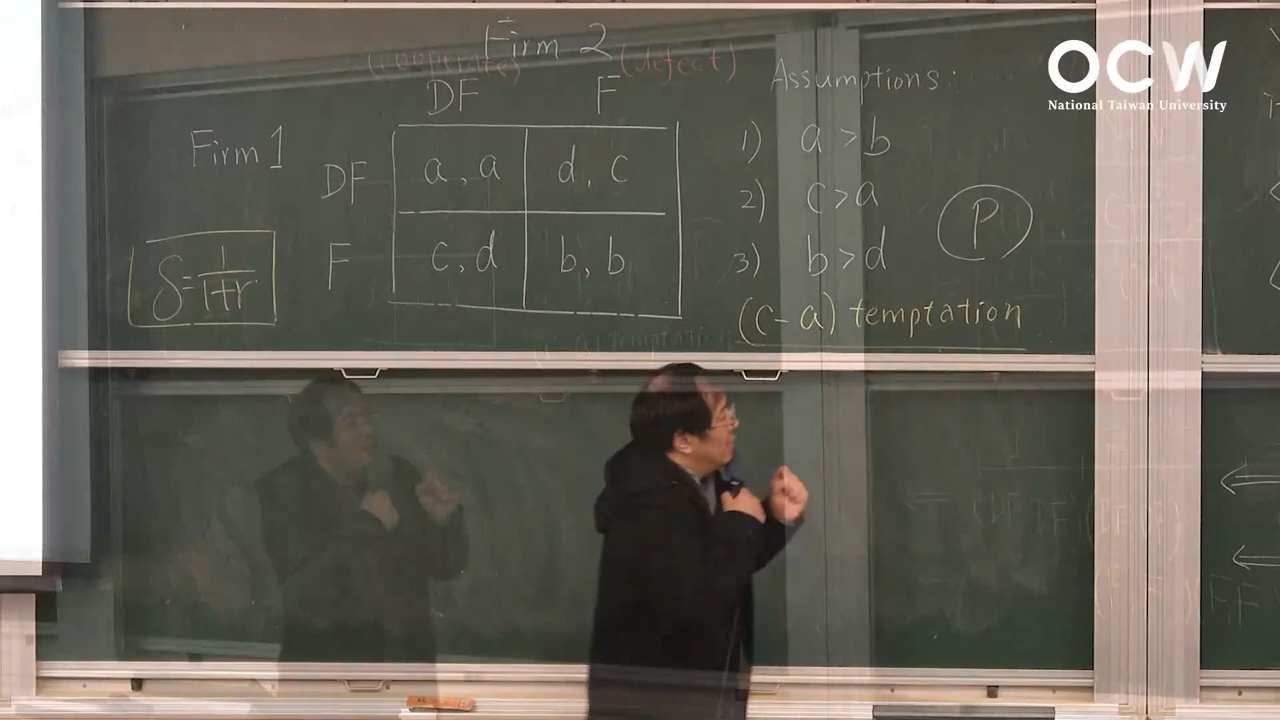 OCW
National Taiwan University
Firm 2
(cooperate) (defect)
DF F
Assumptions:
Firm 1
DF a, a d, c
F c, d b, b
δ = 1/1+r
1) a > b
2) c > a
3) b > d
P
(c - a) temptation